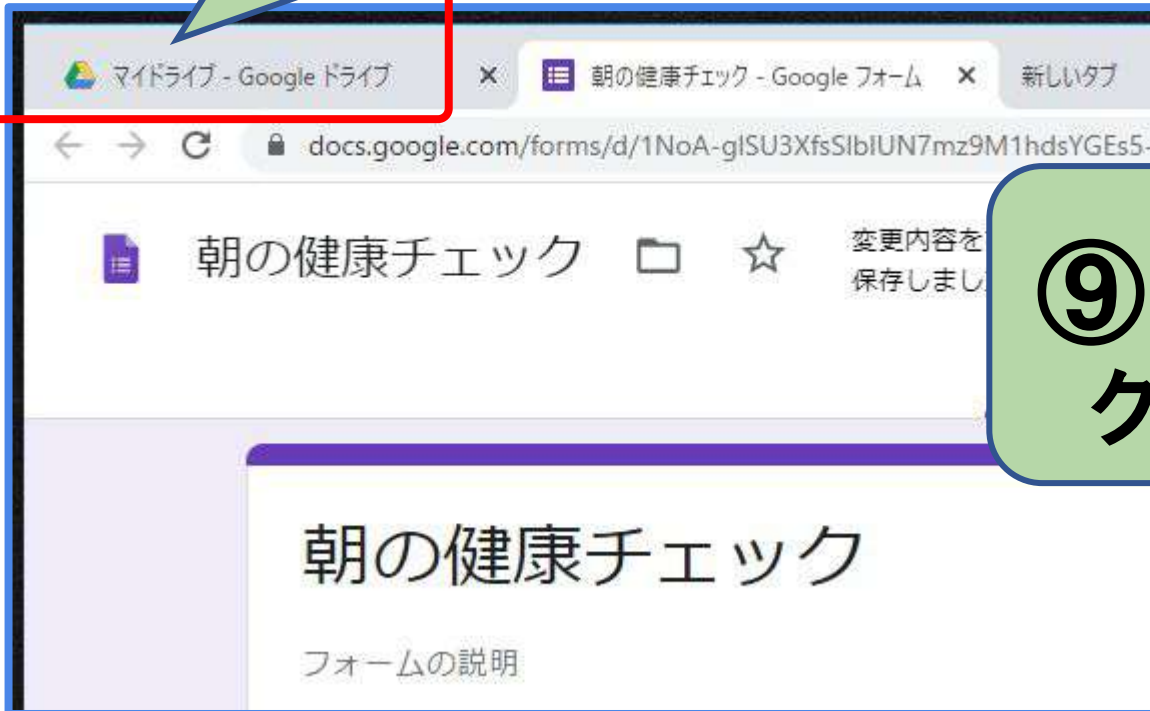 マイドライブ - Google ドライブ
朝の健康チェック - Google フォーム
新しいタブ
docs.google.com/forms/d/1NoA-glSU3XfsSlbIUN7mz9M1hdsYGEs5-
朝の健康チェック
変更内容を
保存しまし
⑨
ク
朝の健康チェック
フォームの説明